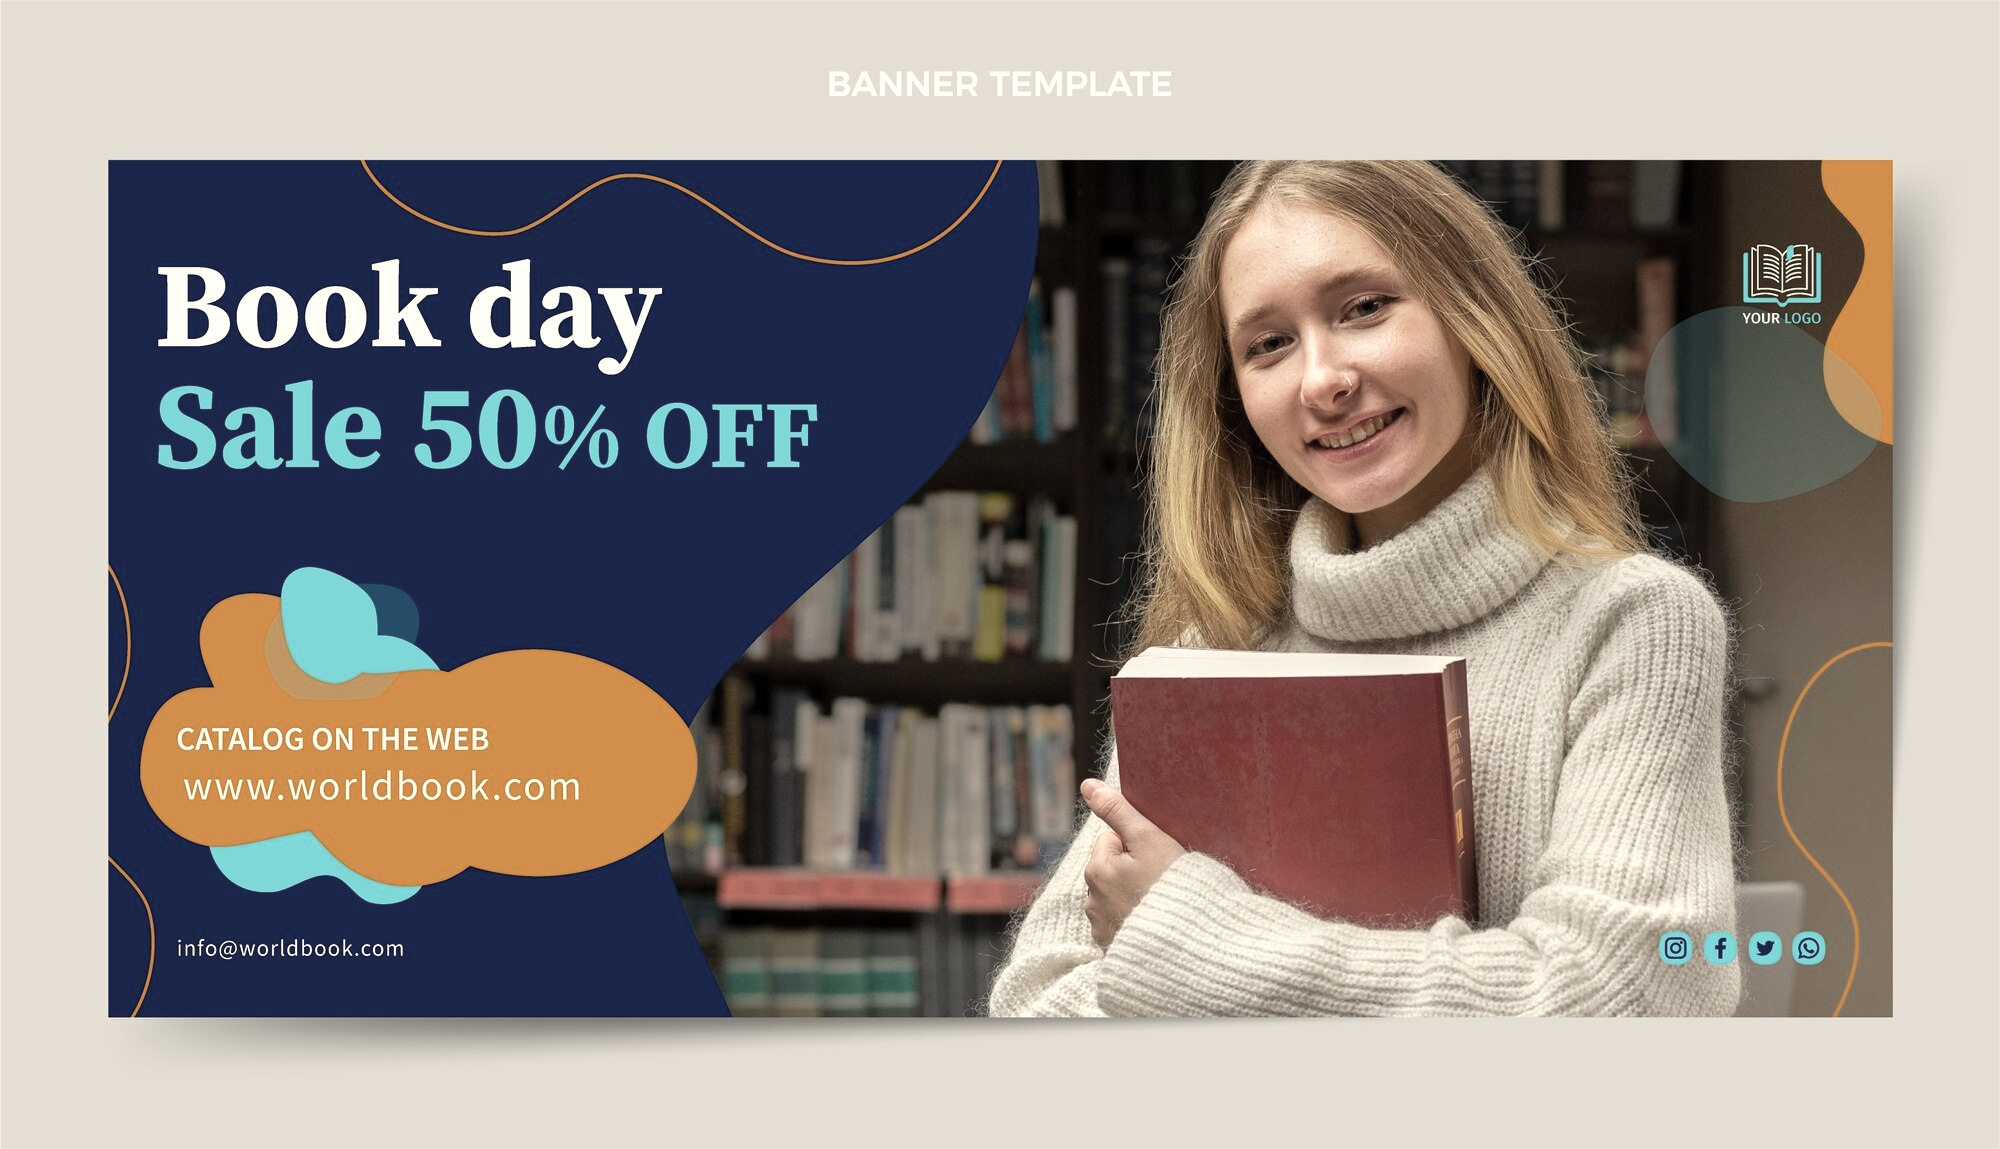 BANNER TEMPLATE
Book day
Sale 50% OFF
YOUR LOGO
CATALOG ON THE WEB
www.worldbook.com
info@worldbook.com